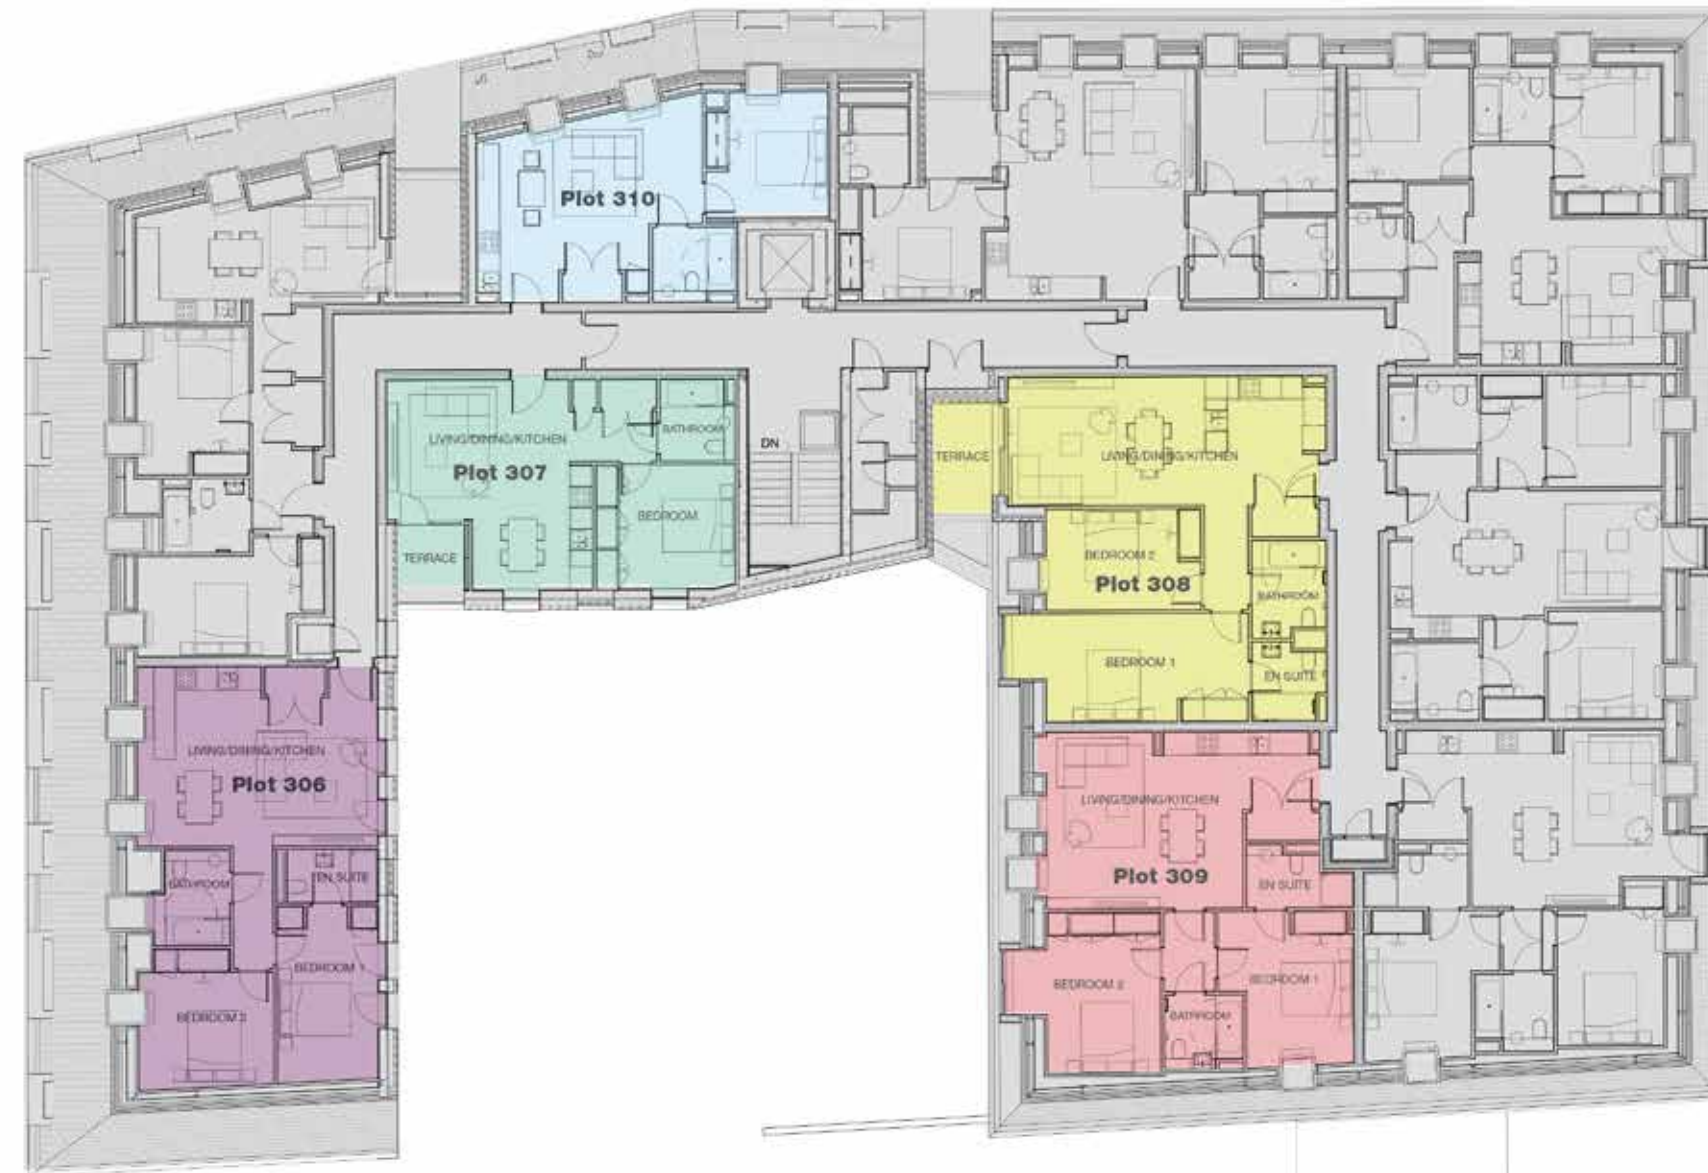 Plot 310
LIVING/DINING/KITCHEN
Plot 307
BATHROOM
BEDROOM
TERRACE
DN
TERRACE
LIVING/DINING/KITCHEN
BEDROOM 2
Plot 308
BATHROOM
BEDROOM 1
EN SUITE
LIVING/DINING/KITCHEN
Plot 306
BATHROOM
EN SUITE
BEDROOM 1
BEDROOM 2
LIVING/DINING/KITCHEN
Plot 309
EN SUITE
BEDROOM 2
BEDROOM 1
BATHROOM